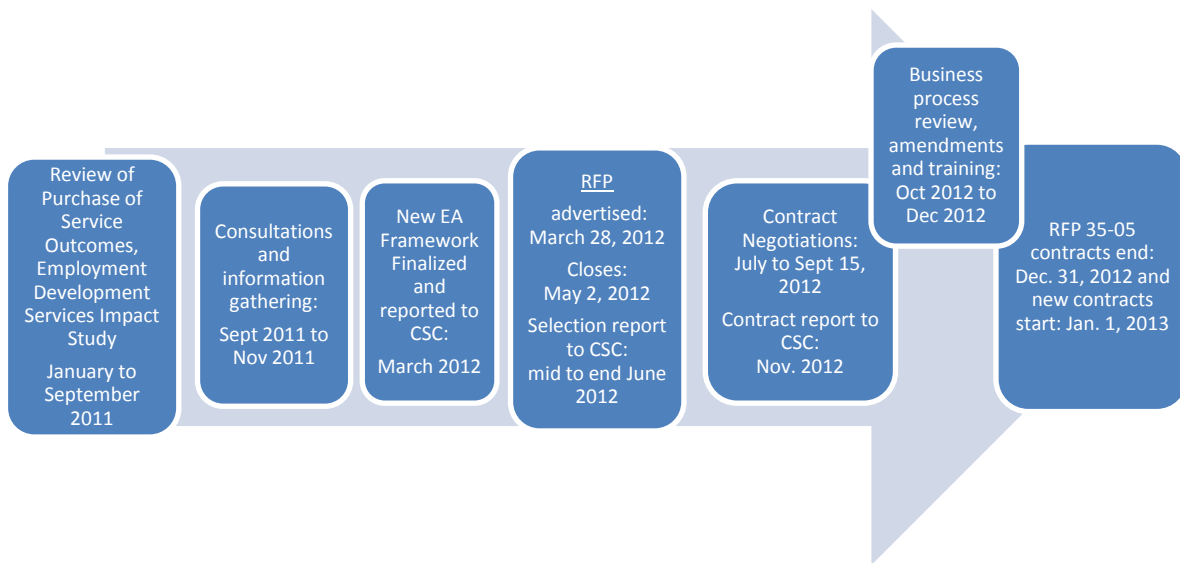 Review of
Purchase of
Service
Outcomes,
Employment
Development
Services Impact
Study
January to
September
2011
Consultations
and
information
gathering:
Sept 2011 to
Nov 2011
New EA
Framework
Finalized
and
reported to
CSC:
March 2012
RFP
advertised:
March 28, 2012
Closes:
May 2, 2012
Selection report
to CSC:
mid to end June
2012
Contract
Negotiations:
July to Sept 15,
2012
Contract report to
CSC:
Nov. 2012
Business
process
review,
amendments
and training:
Oct 2012 to
Dec 2012
RFP 35-05
contracts end:
Dec. 31, 2012 and
new contracts
start: Jan. 1, 2013